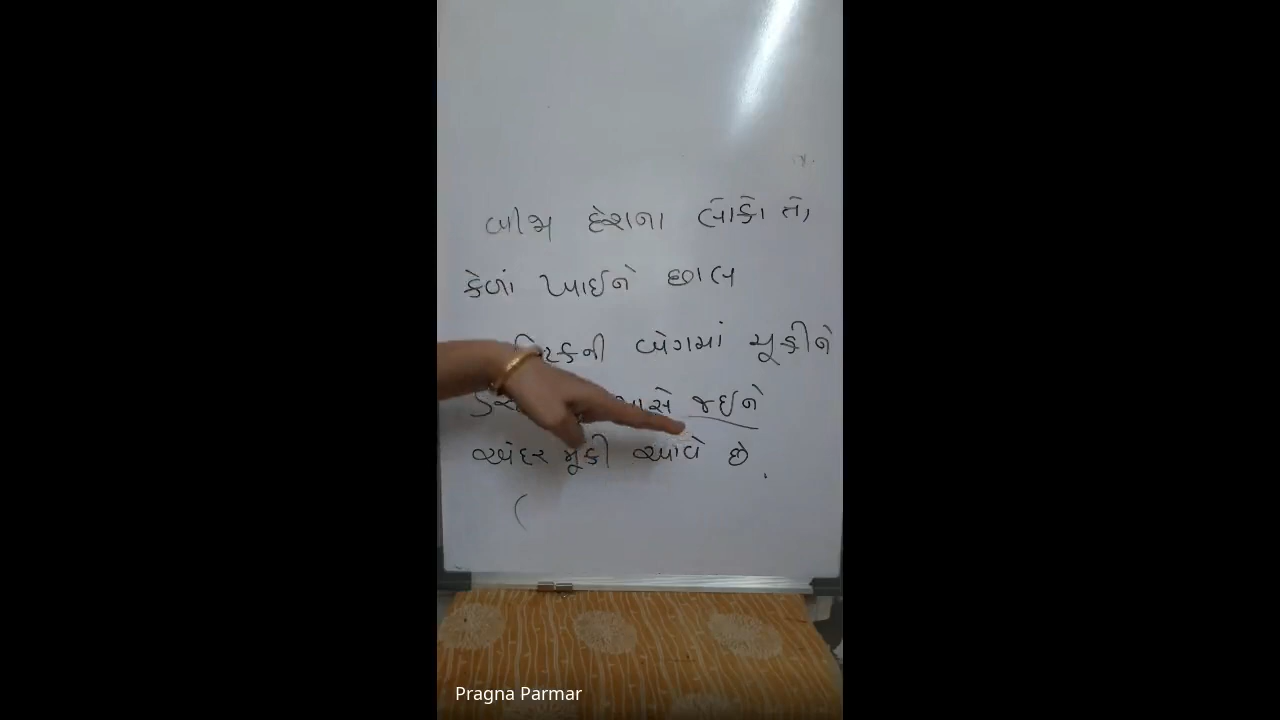 બીજા દેશના લોકો તો,
કેળાં ખાઈને છાલ
બેગમાં મૂકીને
જઈને
અંદર મૂકી આવે છે.
(
Pragna Parmar